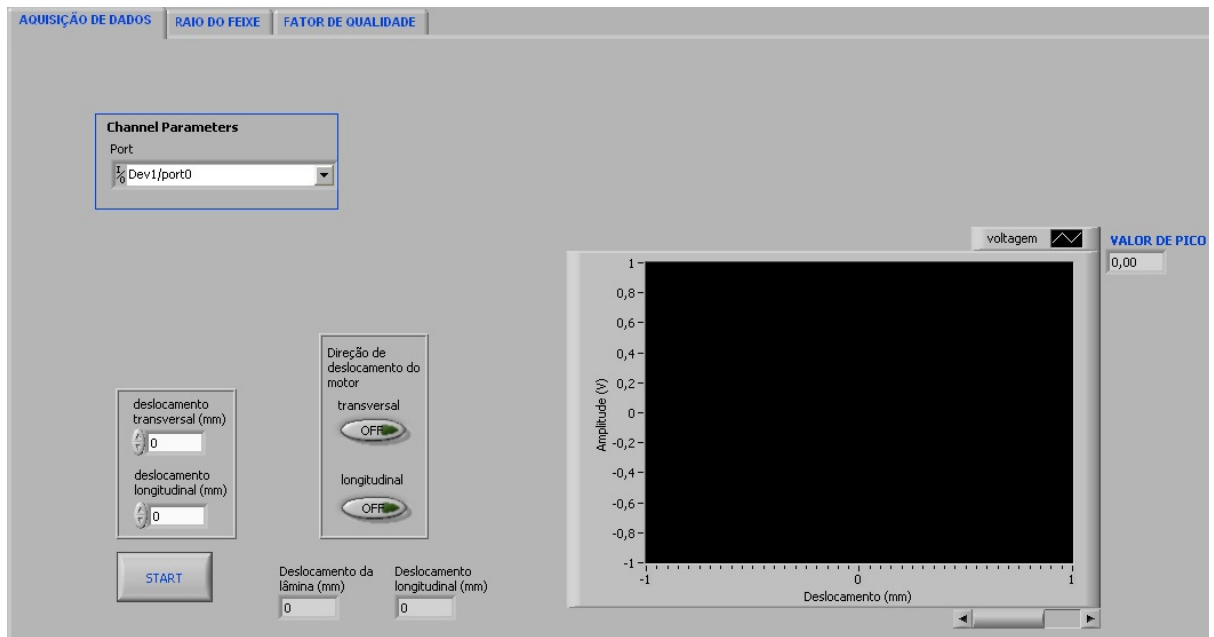 AQUISIÇÃO DE DADOS
RAIO DO FEIXE
FATOR DE QUALIDADE
Channel Parameters
Port
I/O Dev1/port0
voltagem
VALOR DE PICO
0,00
1
0,8
0,6
0,4
0,2
0
-0,2
-0,4
-0,6
-0,8
-1
Amplitude (V)
-1
0
1
Deslocamento (mm)
Direção de
deslocamento do
motor
transversal
OFF
longitudinal
OFF
deslocamento
transversal (mm)
0
deslocamento
longitudinal (mm)
0
START
Deslocamento da
lâmina (mm)
0
Deslocamento
longitudinal (mm)
0